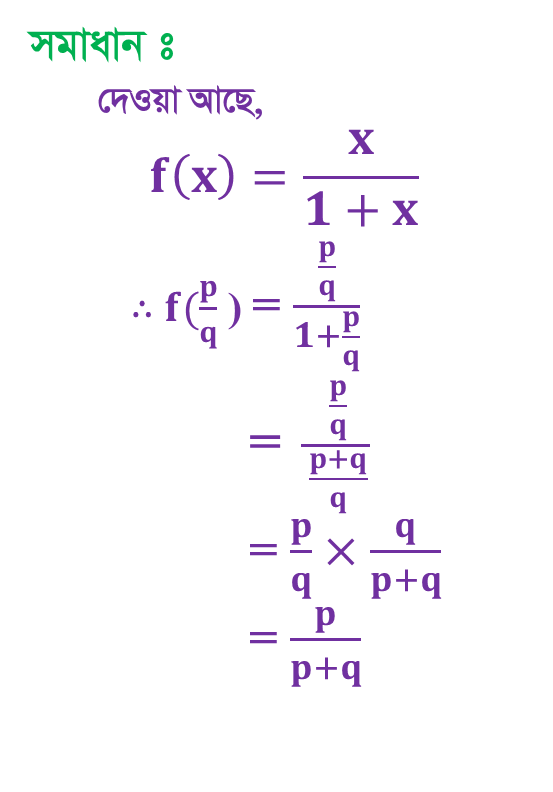 সমাধান ঃ
দেওয়া আছে,
f(x) = x/(1 + x)
∴ f(p/q) = (p/q)/(1+p/q)
= (p/q)/((p+q)/q)
= p/q × q/(p+q)
= p/(p+q)